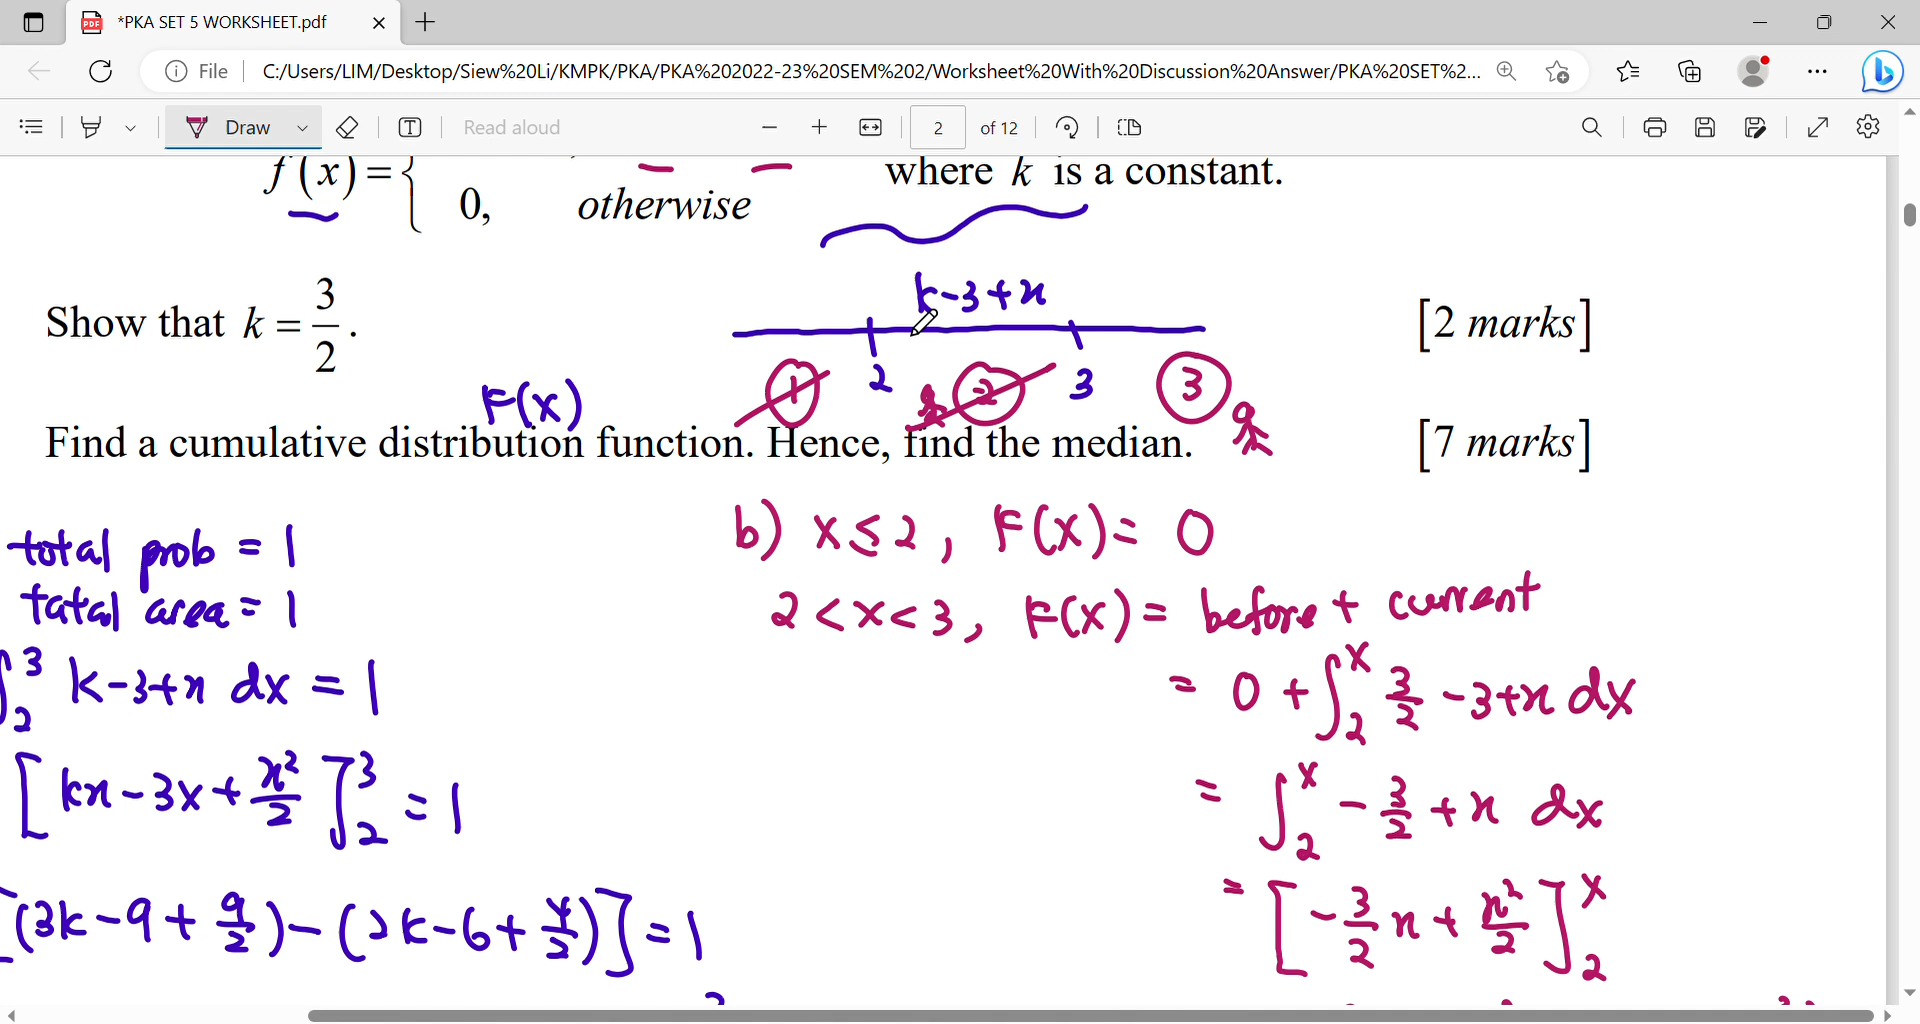 *PKA SET 5 WORKSHEET.pdf
File
C:/Users/LIM/Desktop/Siew%20Li/KMPK/PKA/PKA%202022-23%20SEM%202/Worksheet%20With%20Discussion%20Answer/PKA%20SET%2...
Draw
Read aloud
2
of 12
f(x) = {
where k is a constant.
0, otherwise
k-3+x
Show that k = 3/2.
[2 marks]
2 3
1 2 3
F(x)
Find a cumulative distribution function. Hence, find the median.
[7 marks]
b) x ≤ 2, F(x) = 0
total prob = 1
2 < x < 3, F(x) = before + current
tatal area = 1
= 0 + ∫₂ˣ 3/2 - 3 + x dx
∫₂³ k-3+x dx = 1
= ∫₂ˣ - 3/2 + x dx
[kx - 3x + x²/2]₂³ = 1
= [-3/2 x + x²/2]₂ˣ
[(3k - 9 + 9/2) - (2k - 6 + 4/2)] = 1